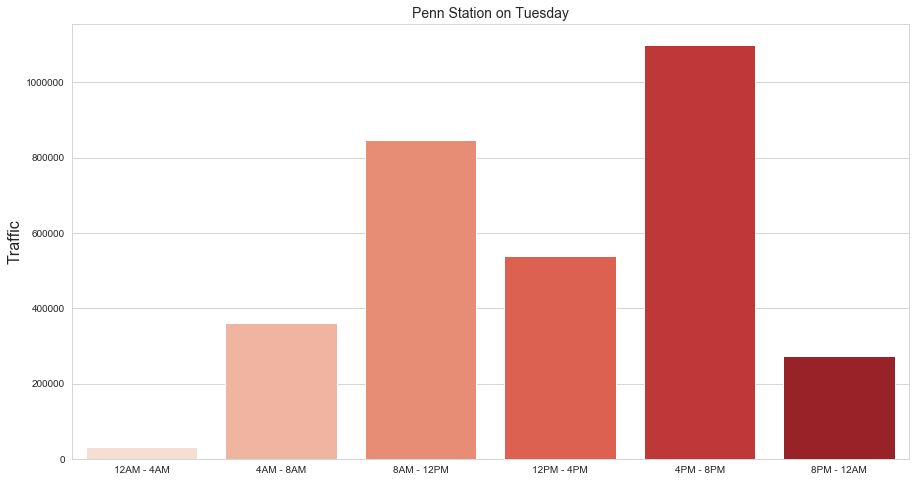 Penn Station on Tuesday
Traffic
1000000
800000
600000
400000
200000
0
12AM - 4AM
4AM - 8AM
8AM - 12PM
12PM - 4PM
4PM - 8PM
8PM - 12AM